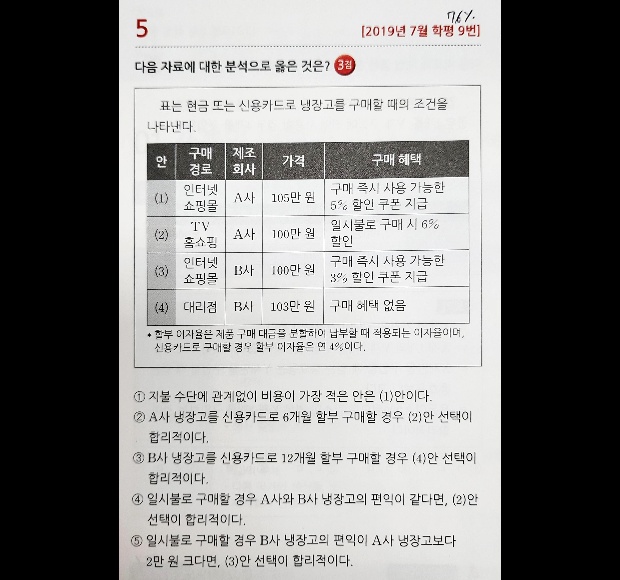 76%
5
[2019년 7월 학평 9번]
다음 자료에 대한 분석으로 옳은 것은? 3점
표는 현금 또는 신용카드로 냉장고를 구매할 때의 조건을
나타낸다.
안 구매 경로 제조 회사 가격 구매 혜택
(1) 인터넷 쇼핑몰 A사 105만 원 구매 즉시 사용 가능한 5% 할인 쿠폰 지급
(2) TV 홈쇼핑 A사 100만 원 일시불로 구매 시 6% 할인
(3) 인터넷 쇼핑몰 B사 100만 원 구매 즉시 사용 가능한 3% 할인 쿠폰 지급
(4) 대리점 B사 103만 원 구매 혜택 없음
* 할부 이자율은 제품 구매 대금을 분할하여 납부할 때 적용되는 이자율이며,
신용카드로 구매할 경우 할부 이자율은 연 4%이다.
① 지불 수단에 관계없이 비용이 가장 적은 안은 (1)안이다.
② A사 냉장고를 신용카드로 6개월 할부 구매할 경우 (2)안 선택이
합리적이다.
③ B사 냉장고를 신용카드로 12개월 할부 구매할 경우 (4)안 선택이
합리적이다.
④ 일시불로 구매할 경우 A사와 B사 냉장고의 편익이 같다면, (2)안
선택이 합리적이다.
⑤ 일시불로 구매할 경우 B사 냉장고의 편익이 A사 냉장고보다
2만 원 크다면, (3)안 선택이 합리적이다.